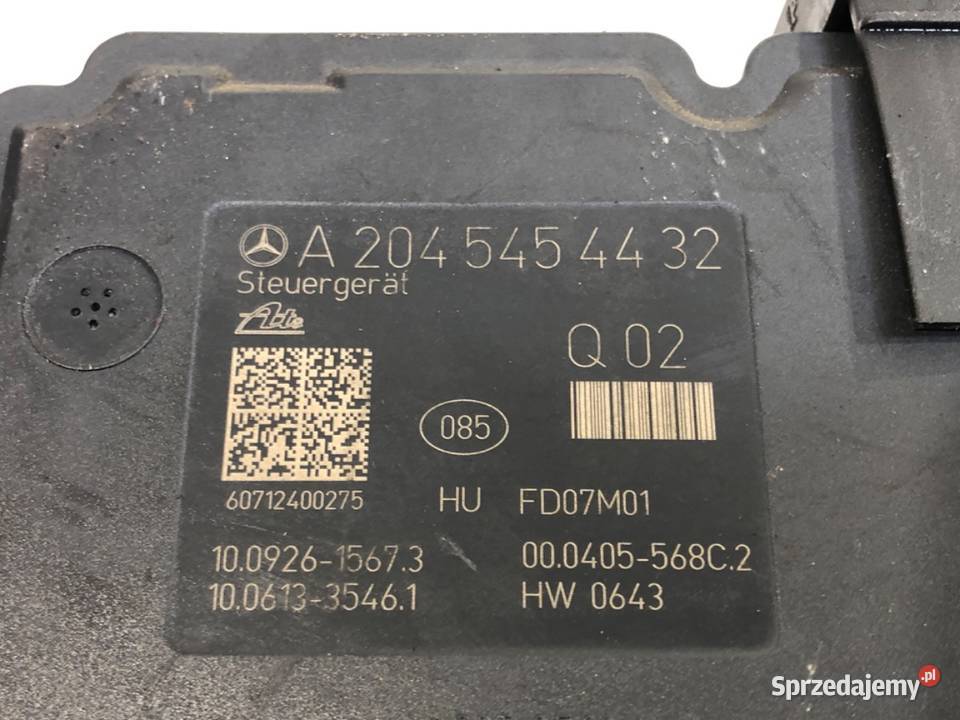 A 204 545 44 32
Steuergerät
Ate
Q 02
085
60712400275
HU FD07M01
10.0926-1567.3 00.0405-568C.2
10.0613-3546.1 HW 0643
Sprzedajemy.pl